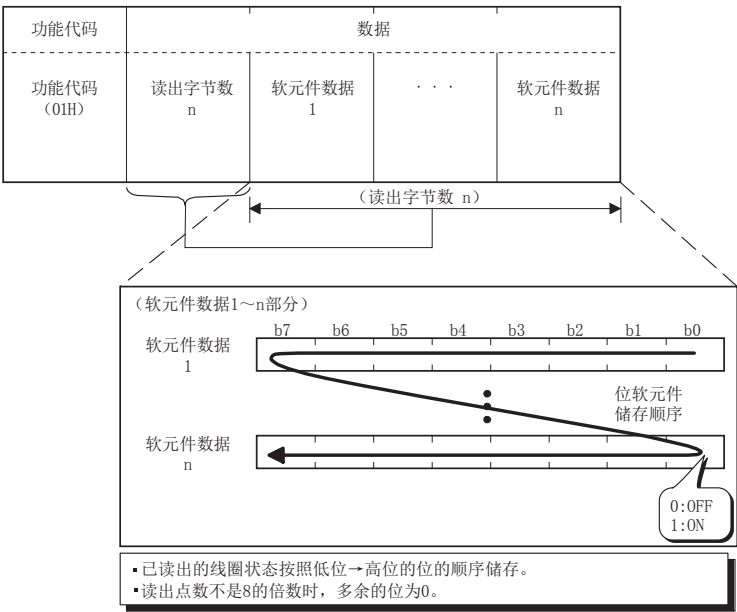 功能代码 数据
功能代码 读出字节数 软元件数据 · · · 软元件数据
（01H） n 1 n
（读出字节数 n）
（软元件数据1～n部分）
b7 b6 b5 b4 b3 b2 b1 b0
软元件数据
1
位软元件
储存顺序
软元件数据
n
0:OFF
1:ON
▪已读出的线圈状态按照低位→高位的位的顺序储存。
▪读出点数不是8的倍数时，多余的位为0。